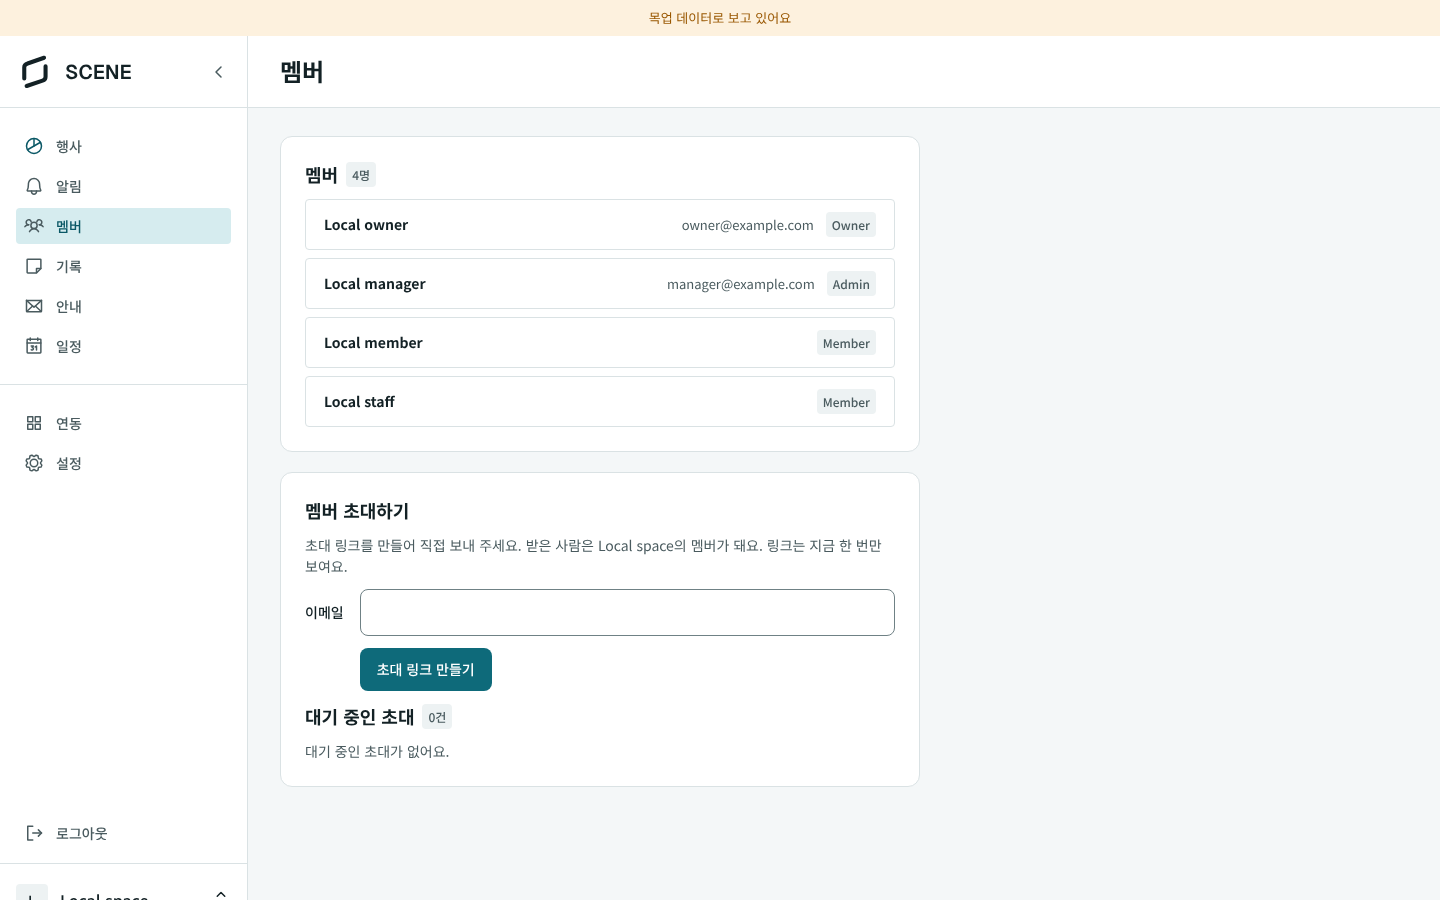 목업 데이터로 보고 있어요
SCENE
멤버
행사
알림
멤버
기록
안내
31
일정
연동
설정
로그아웃
Local space
멤버 4명
Local owner owner@example.com Owner
Local manager manager@example.com Admin
Local member Member
Local staff Member
멤버 초대하기
초대 링크를 만들어 직접 보내 주세요. 받은 사람은 Local space의 멤버가 돼요. 링크는 지금 한 번만
보여요.
이메일
초대 링크 만들기
대기 중인 초대 0건
대기 중인 초대가 없어요.